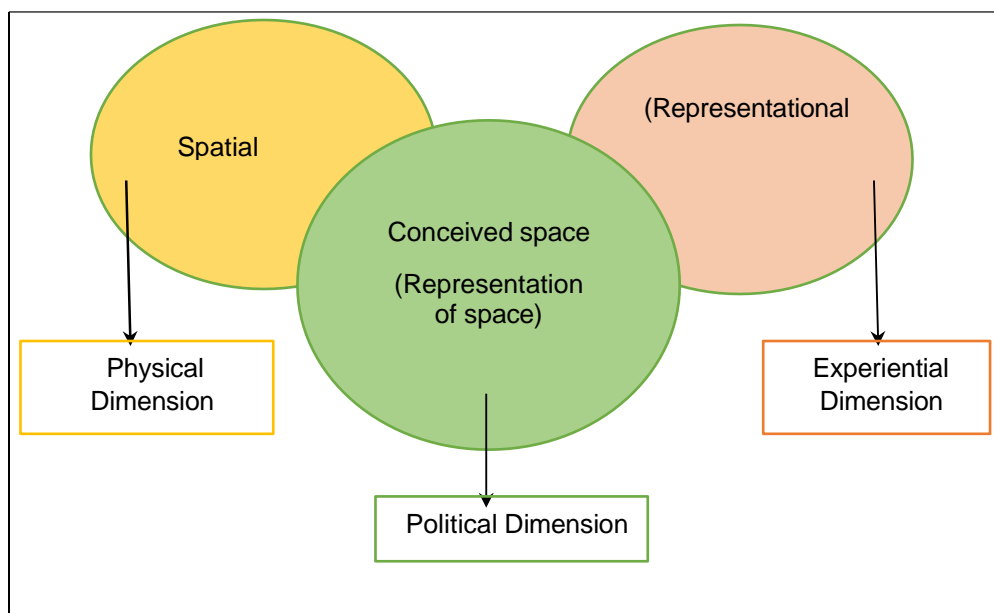 Spatial
(Representational
Conceived space
(Representation
of space)
Physical
Dimension
Experiential
Dimension
Political Dimension